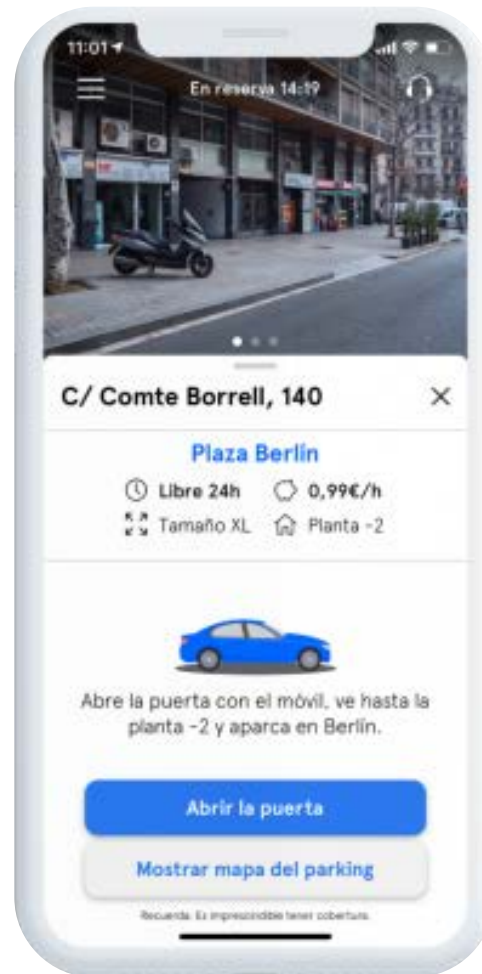 11:01
En reserva 14:19
C/ Comte Borrell, 140
Plaza Berlín
Libre 24h 0,99€/h
Tamaño XL Planta -2
Abre la puerta con el móvil, ve hasta la
planta -2 y aparca en Berlín.
Abrir la puerta
Mostrar mapa del parking
Recuerda: Es imprescindible tener cobertura.